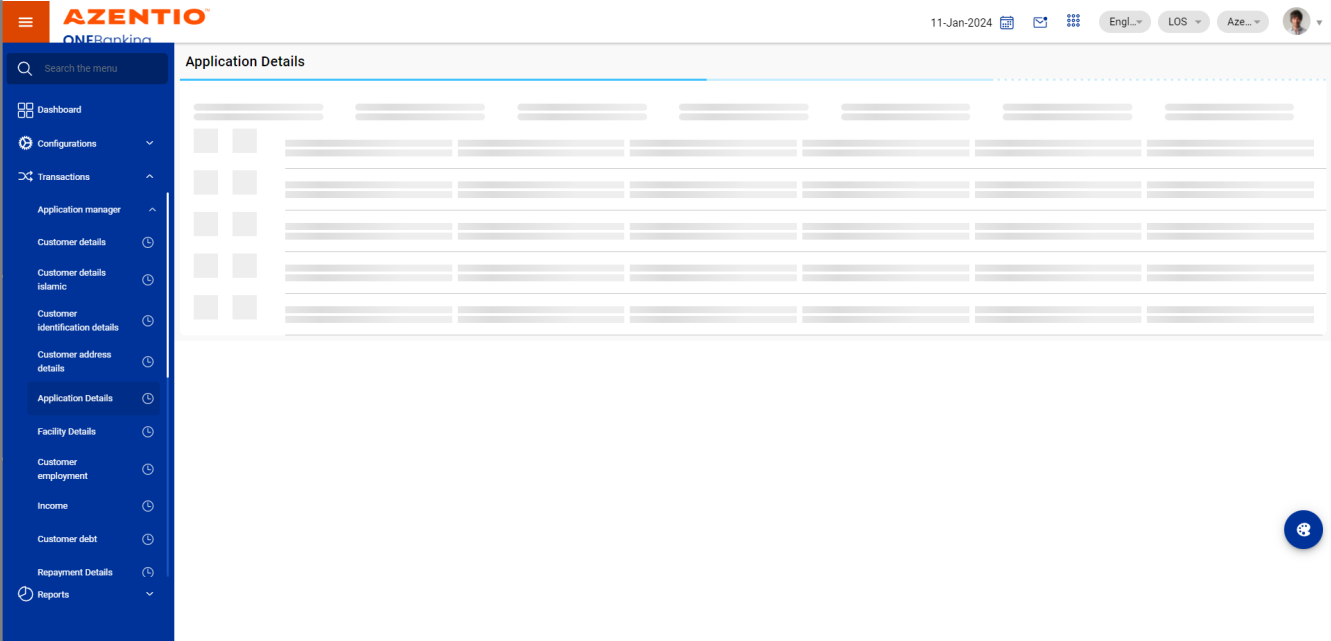 AZENTIO™
ONEBanking
11-Jan-2024
Engl...
LOS
Aze...
Search the menu
Application Details
Dashboard
Configurations
Transactions
Application manager
Customer details
Customer details
islamic
Customer
identification details
Customer address
details
Application Details
Facility Details
Customer
employment
Income
Customer debt
Repayment Details
Reports